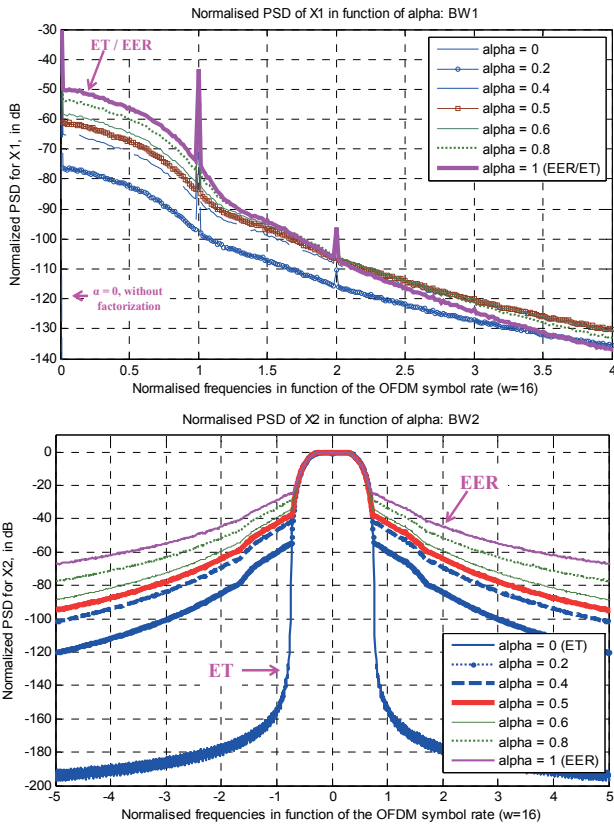 Normalised PSD of X1 in function of alpha: BW1
Normalized PSD for X1, in dB
-30
-40
-50
-60
-70
-80
-90
-100
-110
-120
-130
-140
ET / EER
α = 0, without
factorization
alpha = 0
alpha = 0.2
alpha = 0.4
alpha = 0.5
alpha = 0.6
alpha = 0.8
alpha = 1 (EER/ET)
0 0.5 1 1.5 2 2.5 3 3.5 4
Normalised frequencies in function of the OFDM symbol rate (w=16)
Normalised PSD of X2 in function of alpha: BW2
Normalized PSD for X2, in dB
0
-20
-40
-60
-80
-100
-120
-140
-160
-180
-200
EER
ET
alpha = 0 (ET)
alpha = 0.2
alpha = 0.4
alpha = 0.5
alpha = 0.6
alpha = 0.8
alpha = 1 (EER)
-5 -4 -3 -2 -1 0 1 2 3 4 5
Normalised frequencies in function of the OFDM symbol rate (w=16)